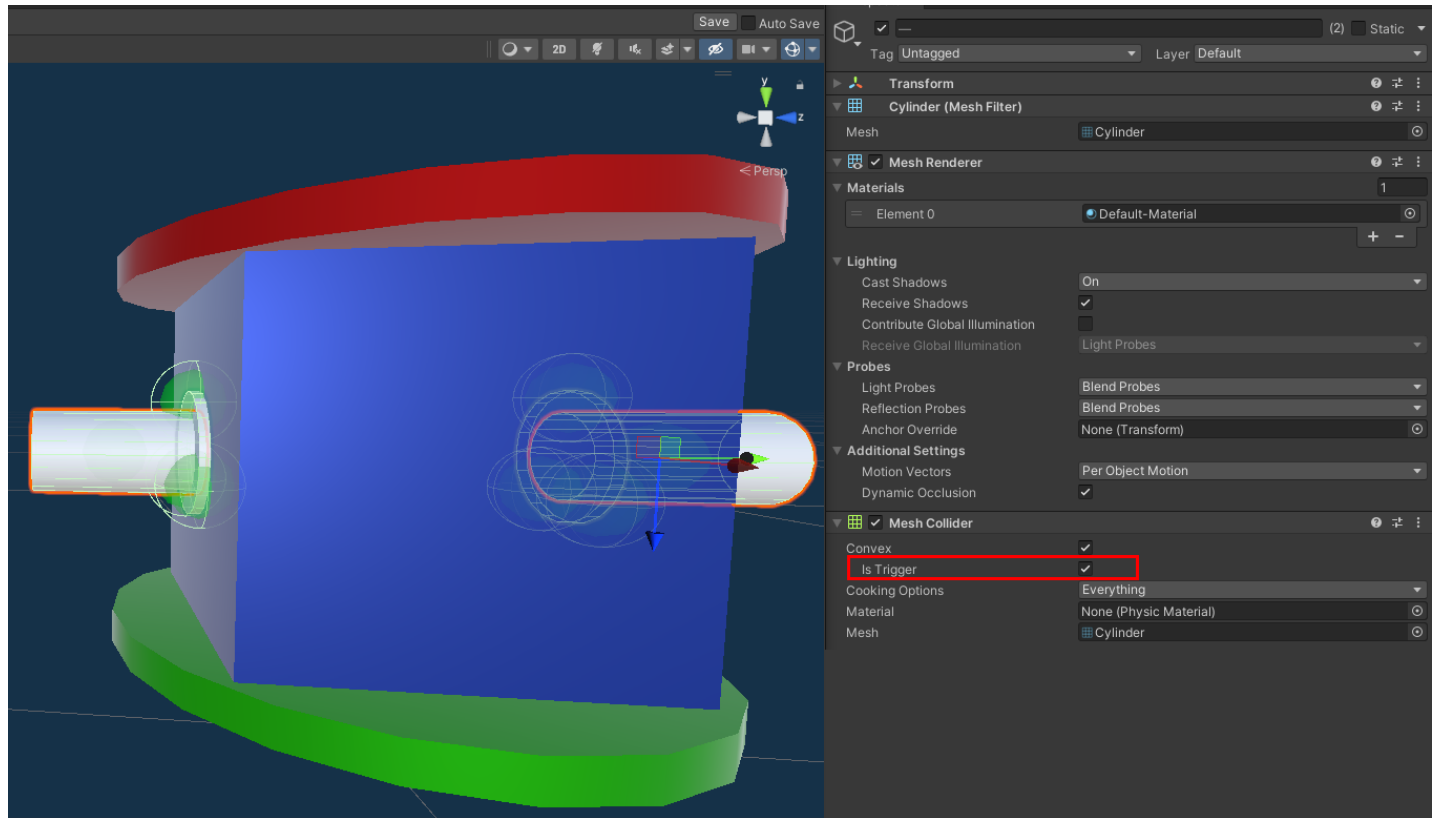 Save Auto Save
2D
y
z
< Persp
— (2) Static
Tag Untagged Layer Default
Transform
Cylinder (Mesh Filter)
Mesh Cylinder
Mesh Renderer
Materials 1
Element 0 Default-Material
+ −
Lighting
Cast Shadows On
Receive Shadows
Contribute Global Illumination
Receive Global Illumination Light Probes
Probes
Light Probes Blend Probes
Reflection Probes Blend Probes
Anchor Override None (Transform)
Additional Settings
Motion Vectors Per Object Motion
Dynamic Occlusion
Mesh Collider
Convex
Is Trigger
Cooking Options Everything
Material None (Physic Material)
Mesh Cylinder